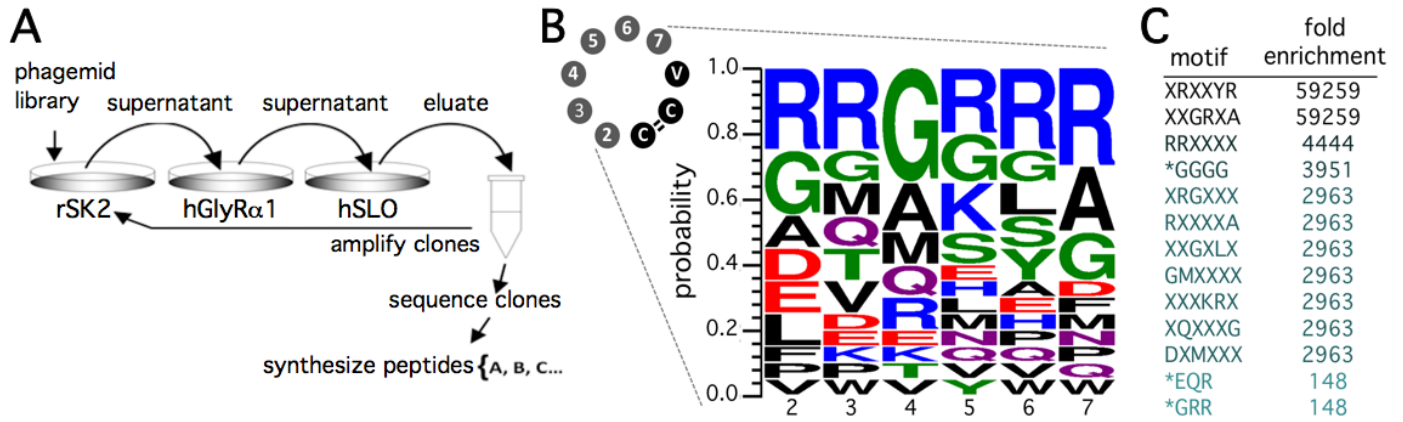 A
phagemid
library
supernatant
supernatant
eluate
rSK2
hGlyRα1
hSLO
amplify clones
sequence clones
synthesize peptides {A, B, C...
B
2
3
4
5
6
7
V
C
C
probability
1.0
0.8
0.6
0.4
0.2
0.0
R G A D E L F P V
R G M Q T V D E K P W
G A M Q R E K T V
R G K S E H L M N Q V Y
R G L S Y A E H P Q V W
R A G D F M N P Q W
2 3 4 5 6 7
C
motif fold enrichment
XRXXYR 59259
XXGRXA 59259
RRXXXX 4444
*GGGG 3951
XRGXXX 2963
RXXXXA 2963
XXGXLX 2963
GMXXXX 2963
XXXKRX 2963
XQXXXG 2963
DXMXXX 2963
*EQR 148
*GRR 148